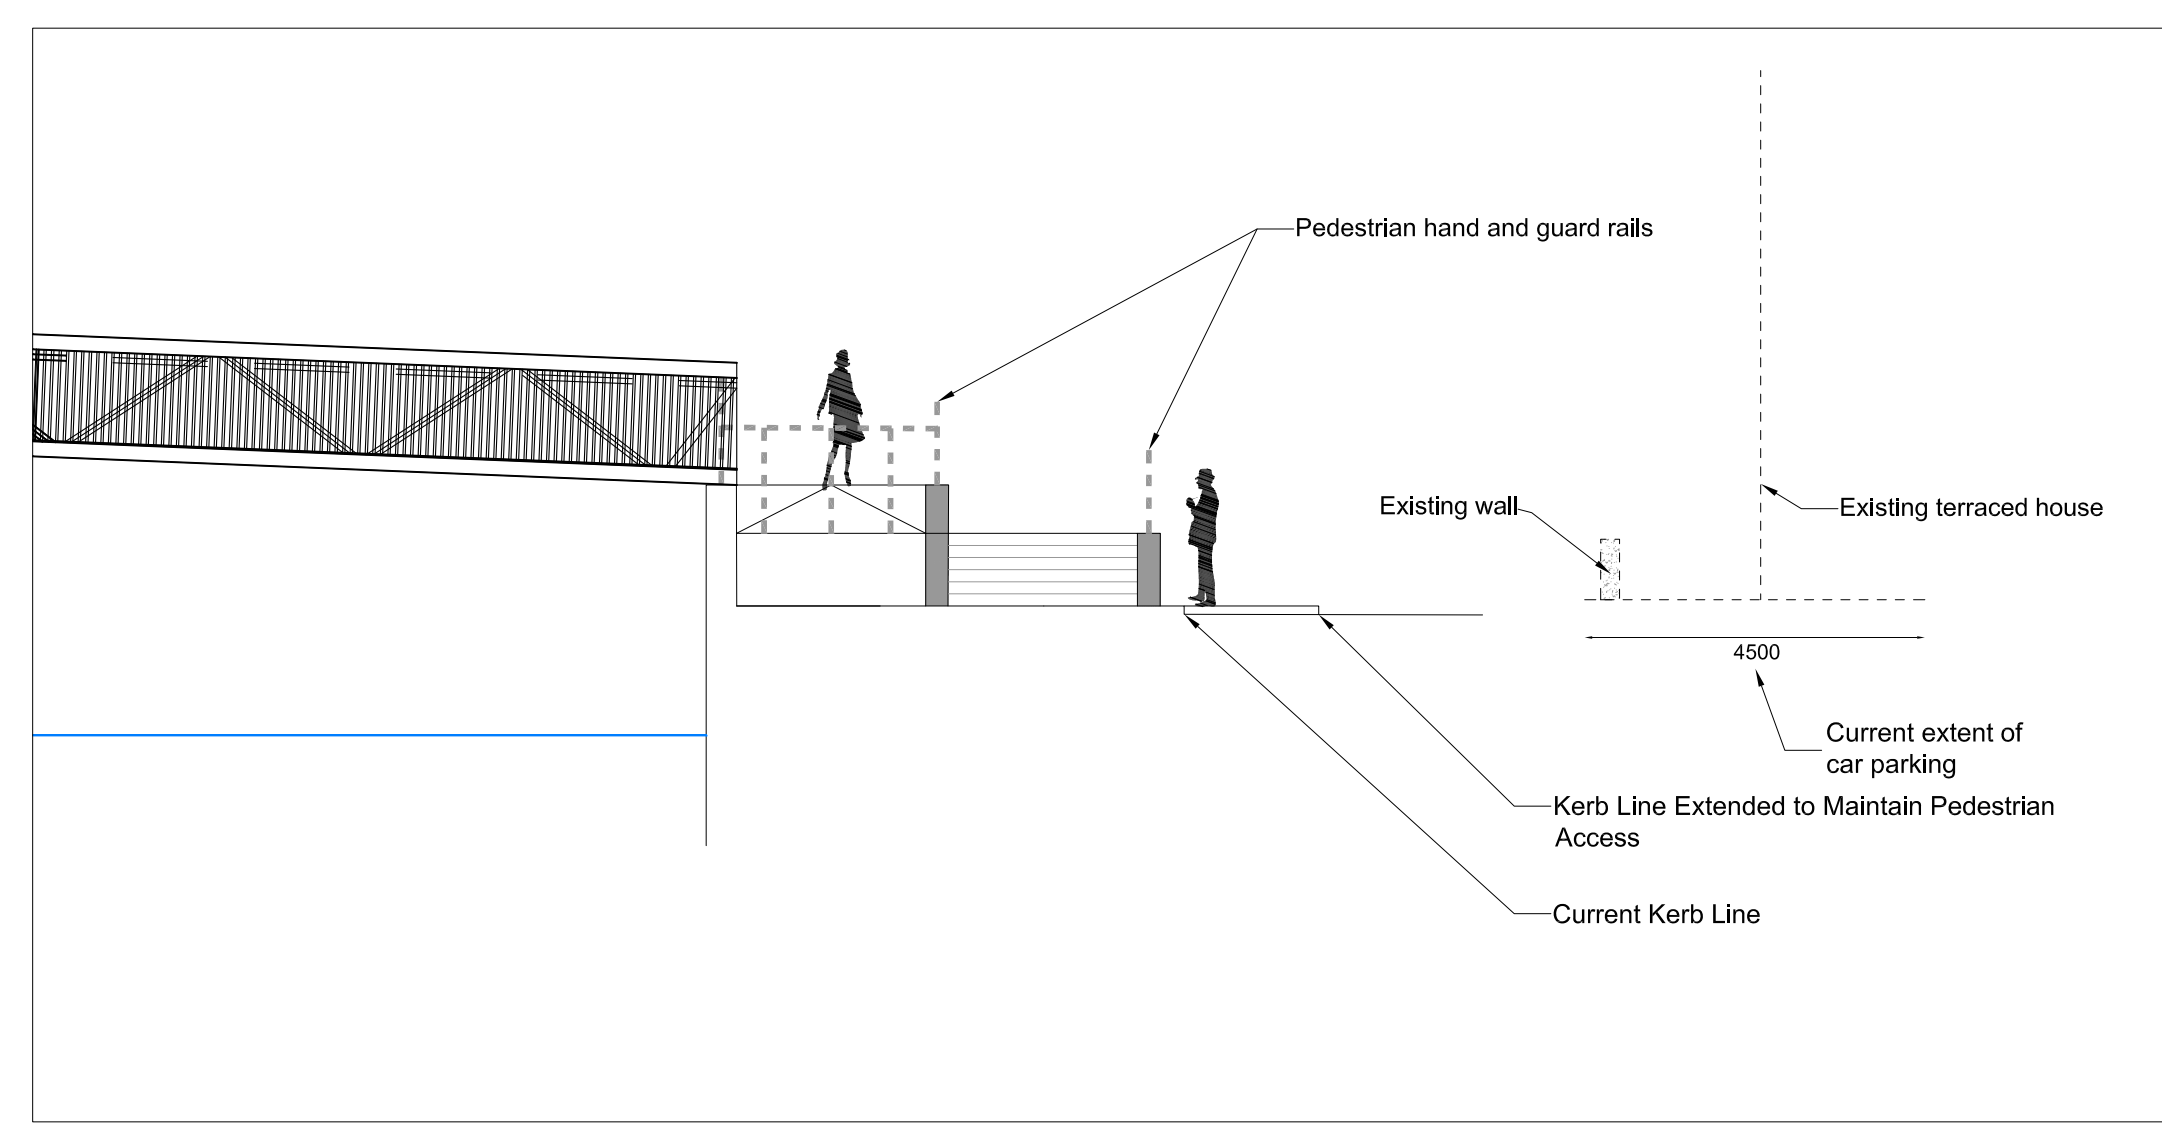 Pedestrian hand and guard rails
Existing wall
Existing terraced house
4500
Current extent of
car parking
Kerb Line Extended to Maintain Pedestrian
Access
Current Kerb Line